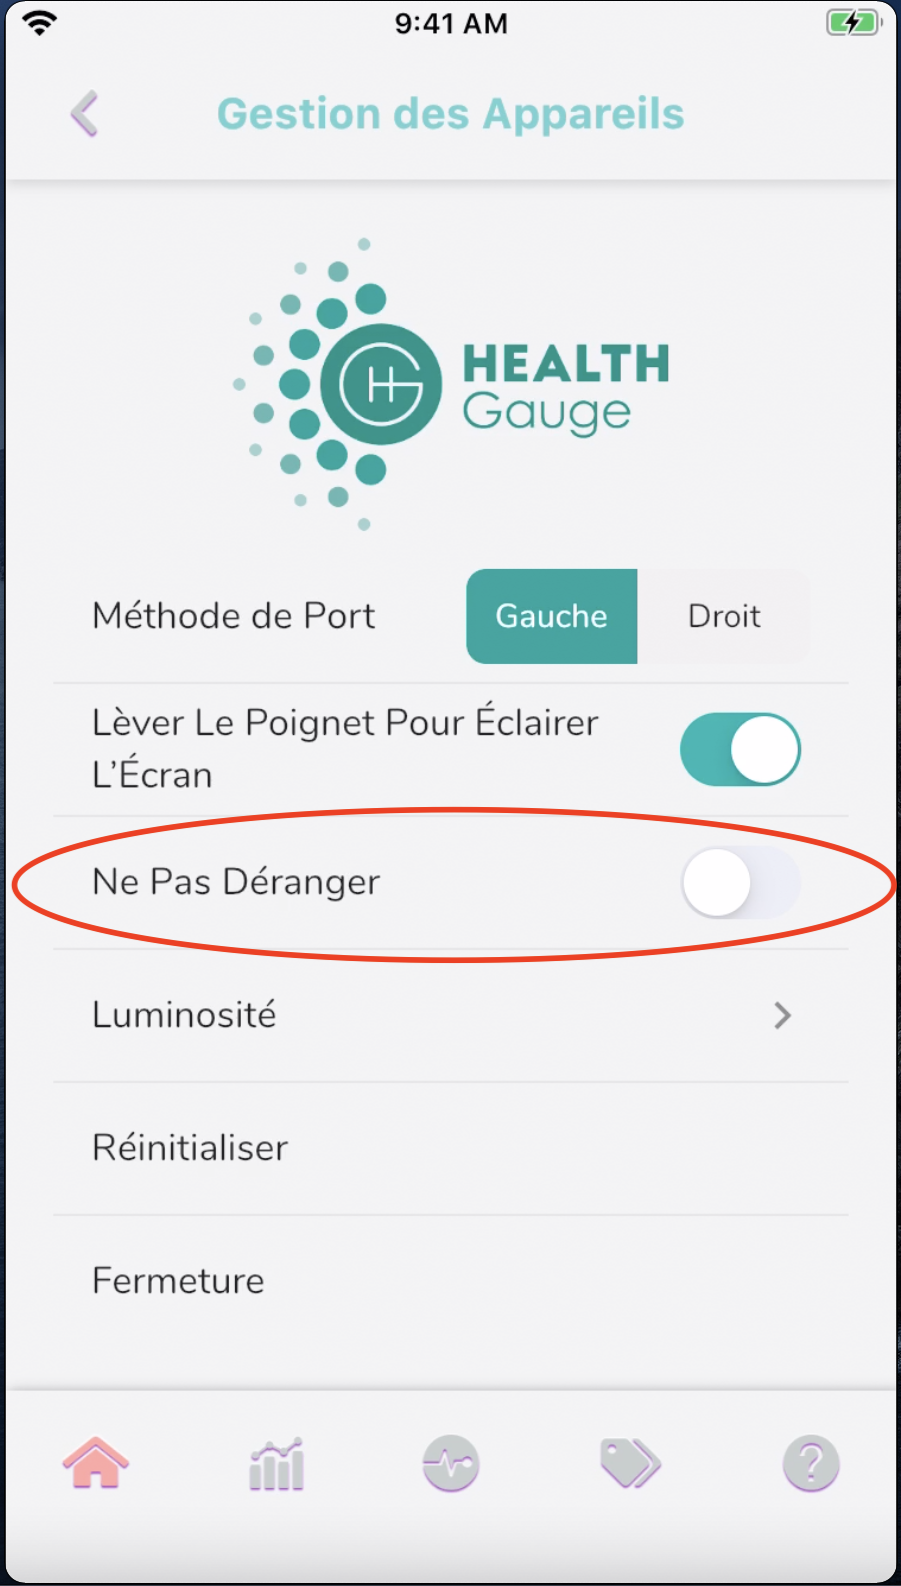 9:41 AM
Gestion des Appareils
HEALTH
Gauge
Méthode de Port
Gauche
Droit
Lèver Le Poignet Pour Éclairer
L’Écran
Ne Pas Déranger
Luminosité
Réinitialiser
Fermeture